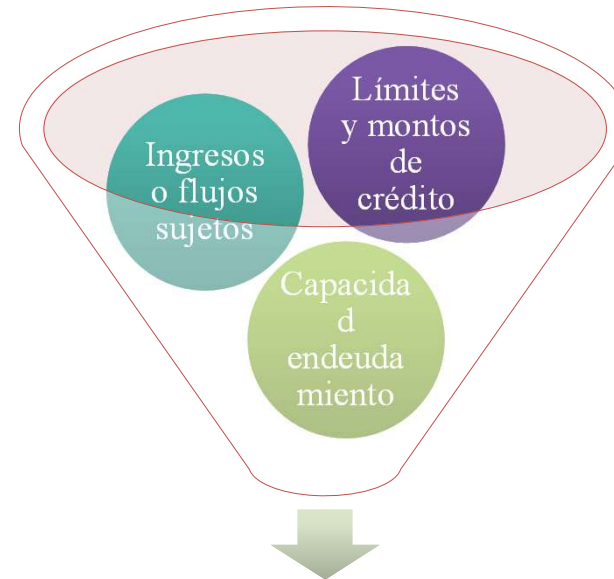 Ingresos
o flujos
sujetos
Límites
y montos
de
crédito
Capacida
d
endeuda
miento